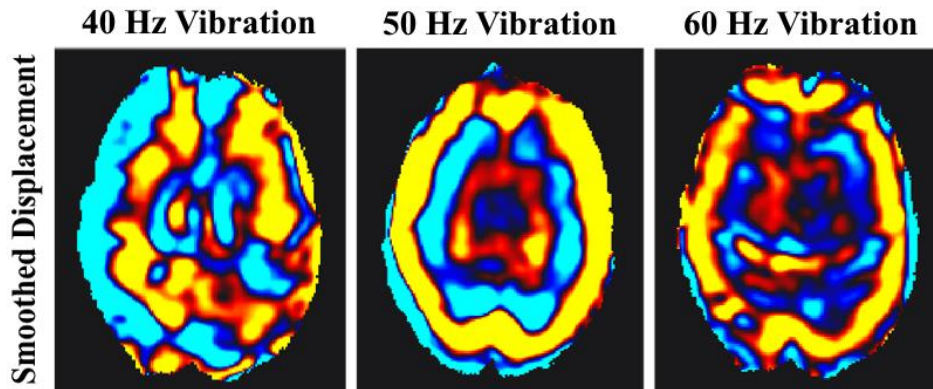 40 Hz Vibration
50 Hz Vibration
60 Hz Vibration
Smoothed Displacement